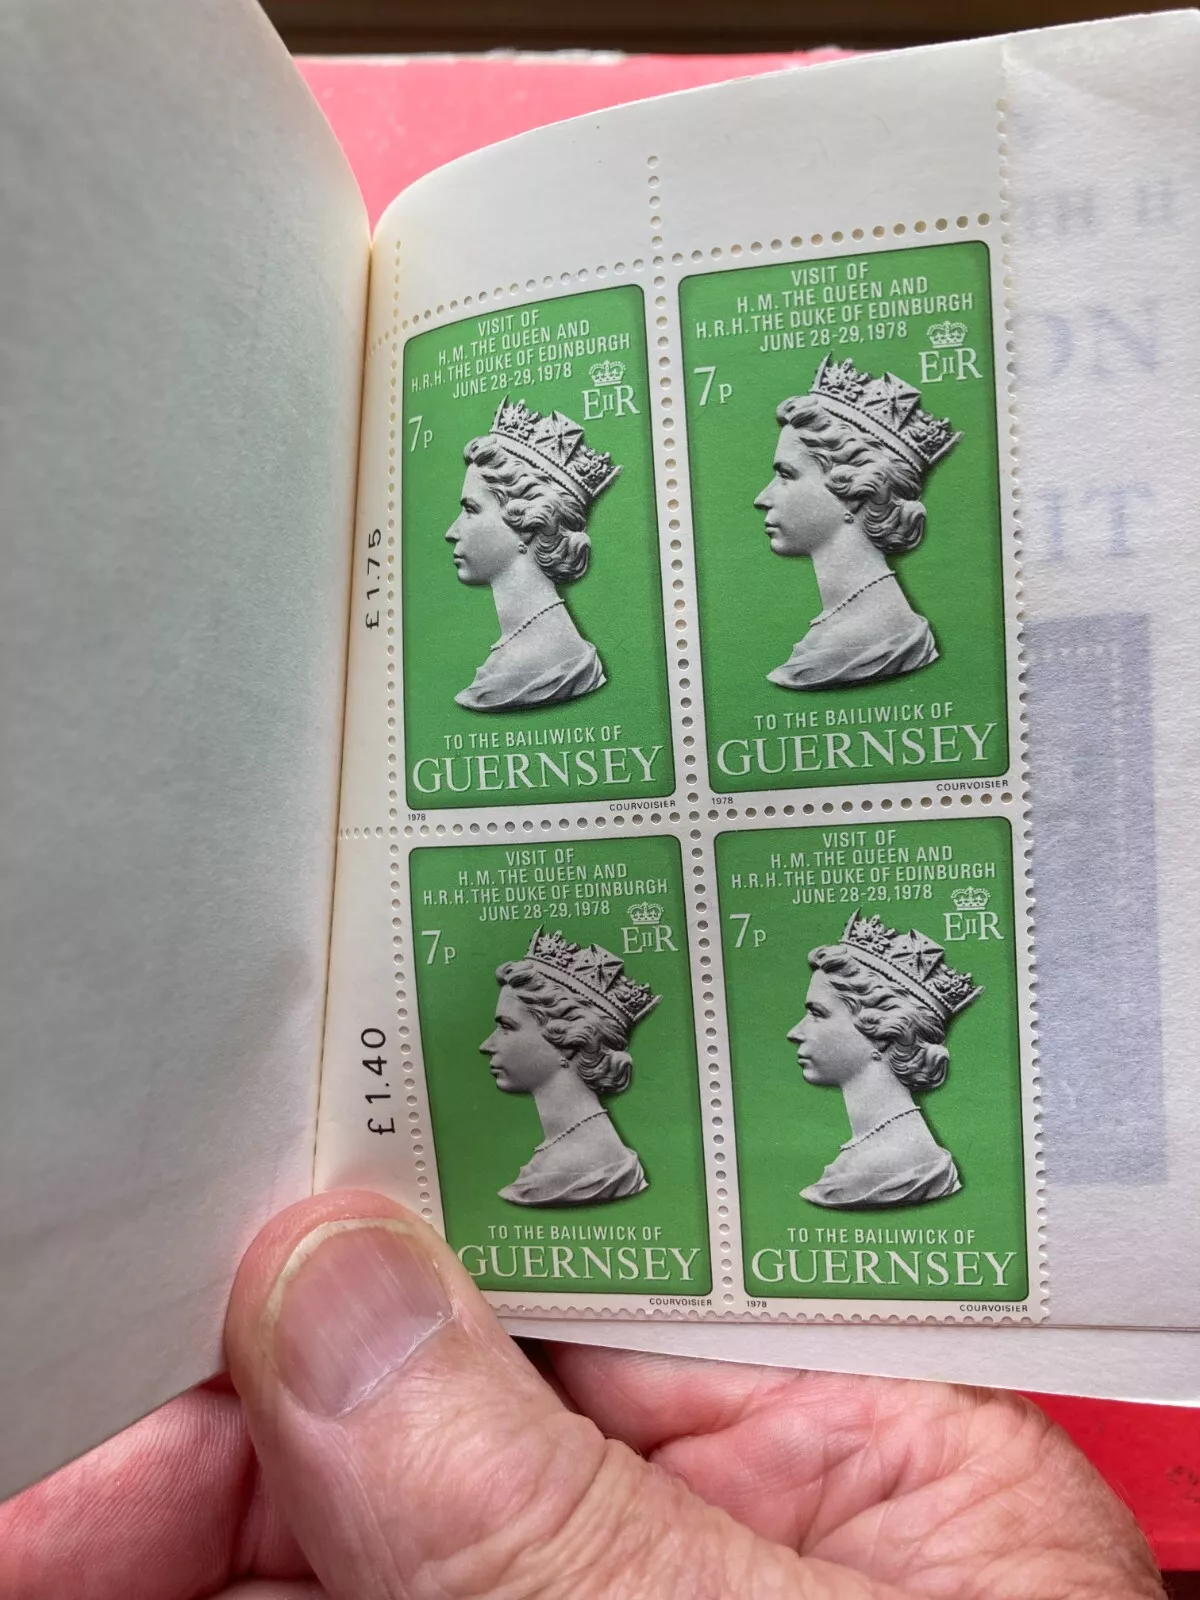 VISIT OF
H.M. THE QUEEN AND
H.R.H. THE DUKE OF EDINBURGH
JUNE 28-29, 1978
7p
EIIR
TO THE BAILIWICK OF
GUERNSEY
1978
COURVOISIER
VISIT OF
H.M. THE QUEEN AND
H.R.H. THE DUKE OF EDINBURGH
JUNE 28-29, 1978
7p
EIIR
TO THE BAILIWICK OF
GUERNSEY
1978
COURVOISIER
£1.75
VISIT OF
H.M. THE QUEEN AND
H.R.H. THE DUKE OF EDINBURGH
JUNE 28-29, 1978
7p
EIIR
TO THE BAILIWICK OF
GUERNSEY
COURVOISIER
VISIT OF
H.M. THE QUEEN AND
H.R.H. THE DUKE OF EDINBURGH
JUNE 28-29, 1978
7p
EIIR
TO THE BAILIWICK OF
GUERNSEY
1978
COURVOISIER
£1.40